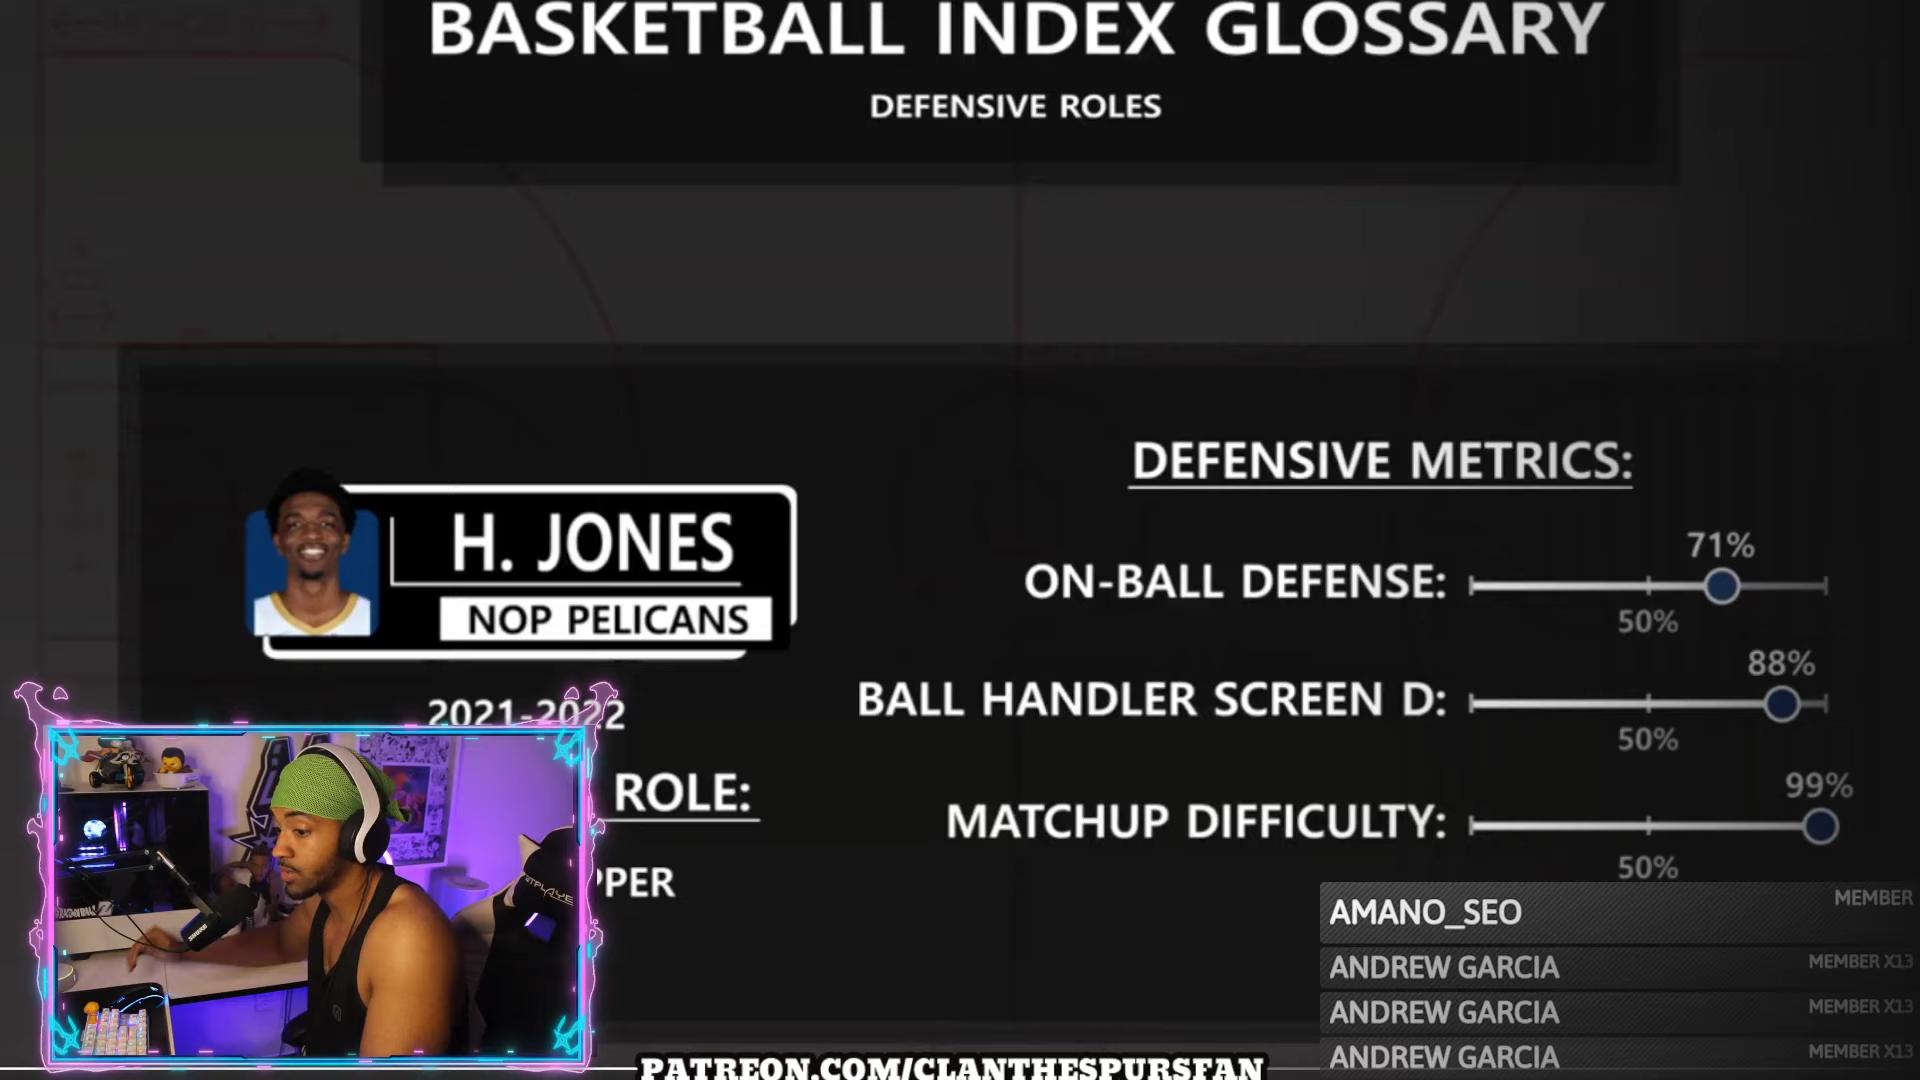 BASKETBALL INDEX GLOSSARY
DEFENSIVE ROLES
DEFENSIVE METRICS:
H. JONES
NOP PELICANS
2021-2022
ROLE:
PPER
71%
ON-BALL DEFENSE:
50%
88%
BALL HANDLER SCREEN D:
50%
99%
MATCHUP DIFFICULTY:
50%
AMANO_SEO MEMBER
ANDREW GARCIA MEMBER X13
ANDREW GARCIA MEMBER X13
ANDREW GARCIA MEMBER X13
PATREON.COM/CLANTHESPURSFAN